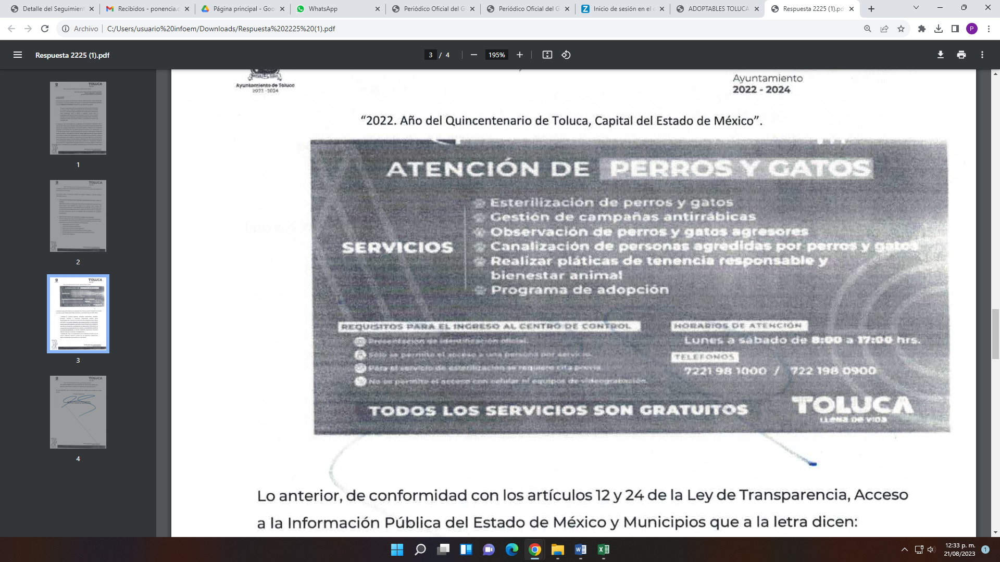 Detalle del Seguimient
Recibidos - ponencia.c
Página principal - Goo
WhatsApp
Periódico Oficial del G
Periódico Oficial del G
Inicio de sesión en el c
ADOPTABLES TOLUCA
Respuesta 2225 (1).pd
Archivo
C:/Users/usuario%20infoem/Downloads/Respuesta%202225%20(1).pdf
P
Respuesta 2225 (1).pdf
3 / 4
195%
1
2
3
4
Ayuntamiento de Toluca
2022 - 2024
Ayuntamiento
2022 - 2024
“2022. Año del Quincentenario de Toluca, Capital del Estado de México”.
ATENCIÓN DE PERROS Y GATOS
SERVICIOS
Esterilización de perros y gatos
Gestión de campañas antirrábicas
Observación de perros y gatos agresores
Canalización de personas agredidas por perros y gatos
Realizar pláticas de tenencia responsable y
bienestar animal
Programa de adopción
REQUISITOS PARA EL INGRESO AL CENTRO DE CONTROL
Presentación de identificación oficial.
Sólo se permite el acceso a una persona por servicio.
Para el servicio de esterilización se requiere cita previa.
No se permite el acceso con celular ni equipos de videograbación.
HORARIOS DE ATENCIÓN
Lunes a sábado de 8:00 a 17:00 hrs.
TELÉFONOS
7221 98 1000 / 722 198 0900
TODOS LOS SERVICIOS SON GRATUITOS
TOLUCA
LLENA DE VIDA
Lo anterior, de conformidad con los artículos 12 y 24 de la Ley de Transparencia, Acceso
a la Información Pública del Estado de México y Municipios que a la letra dicen:
12:33 p. m.
21/08/2023
1